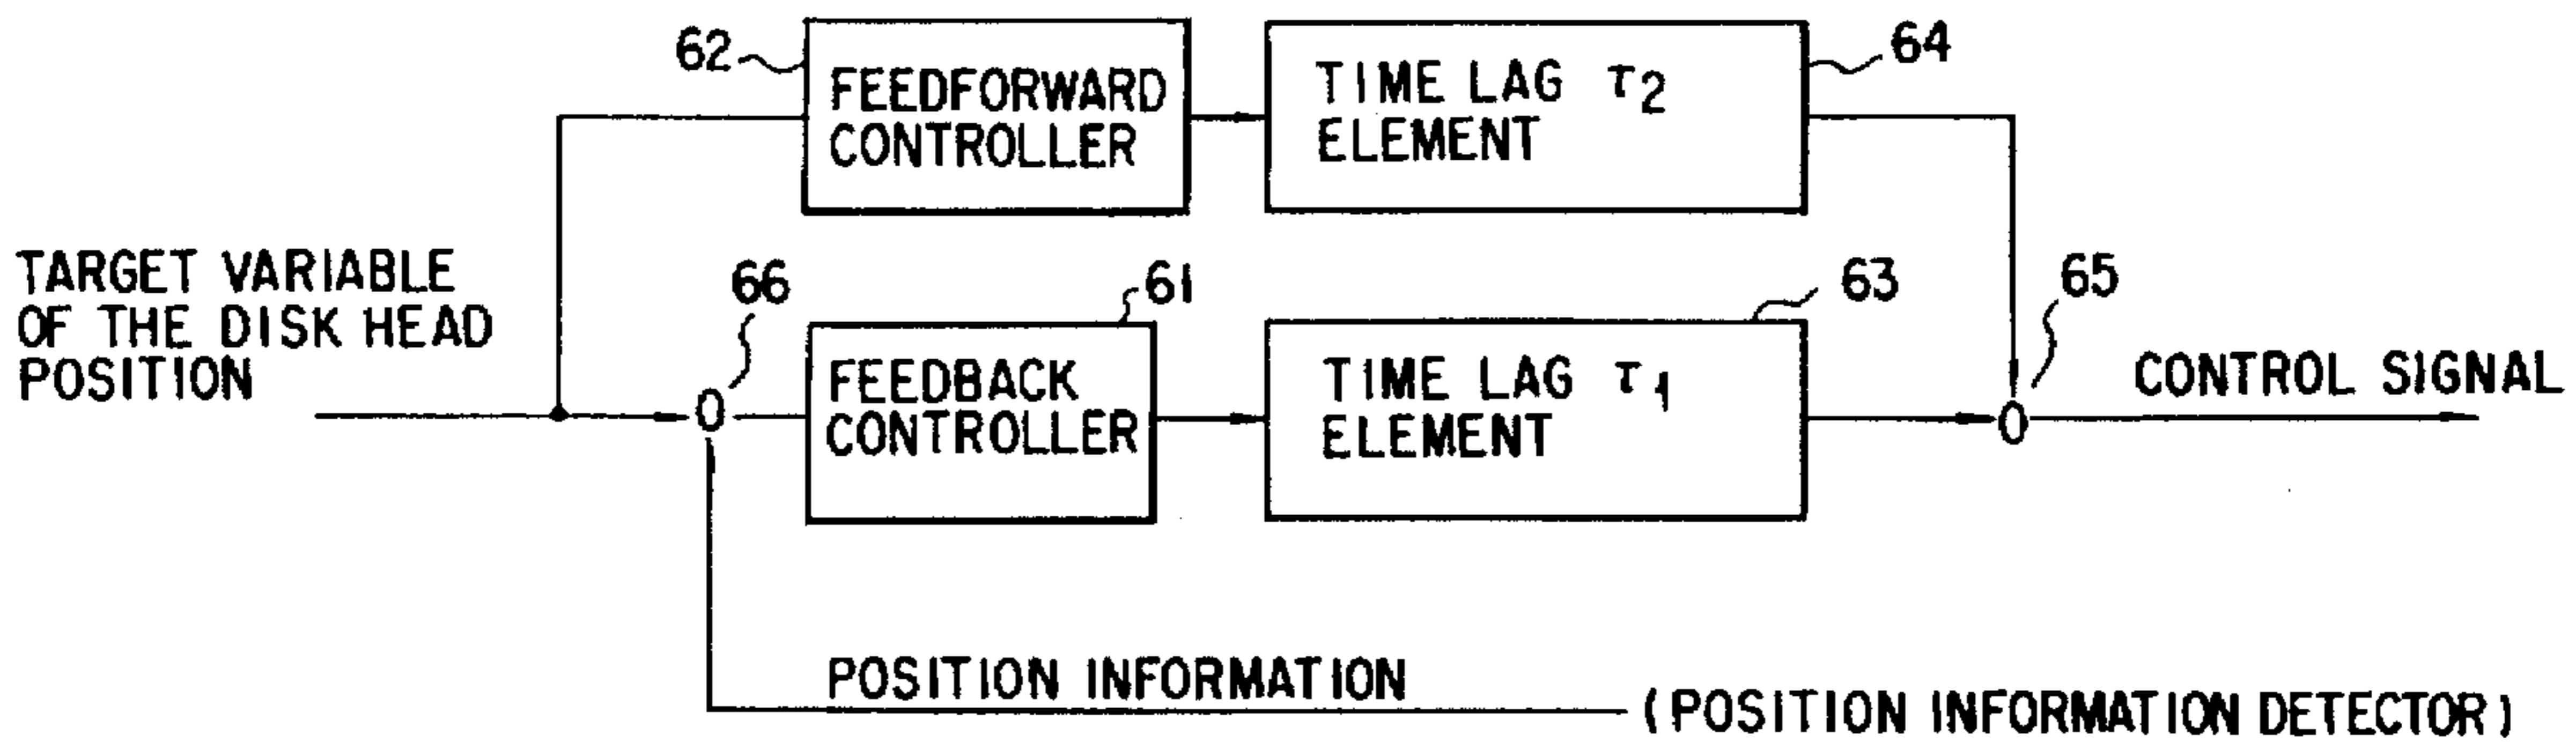 62
FEEDFORWARD
CONTROLLER
TIME LAG τ2
ELEMENT
64
TARGET VARIABLE
OF THE DISK HEAD
POSITION
66
FEEDBACK
CONTROLLER
61
TIME LAG τ1
ELEMENT
63
65
CONTROL SIGNAL
POSITION INFORMATION
(POSITION INFORMATION DETECTOR)